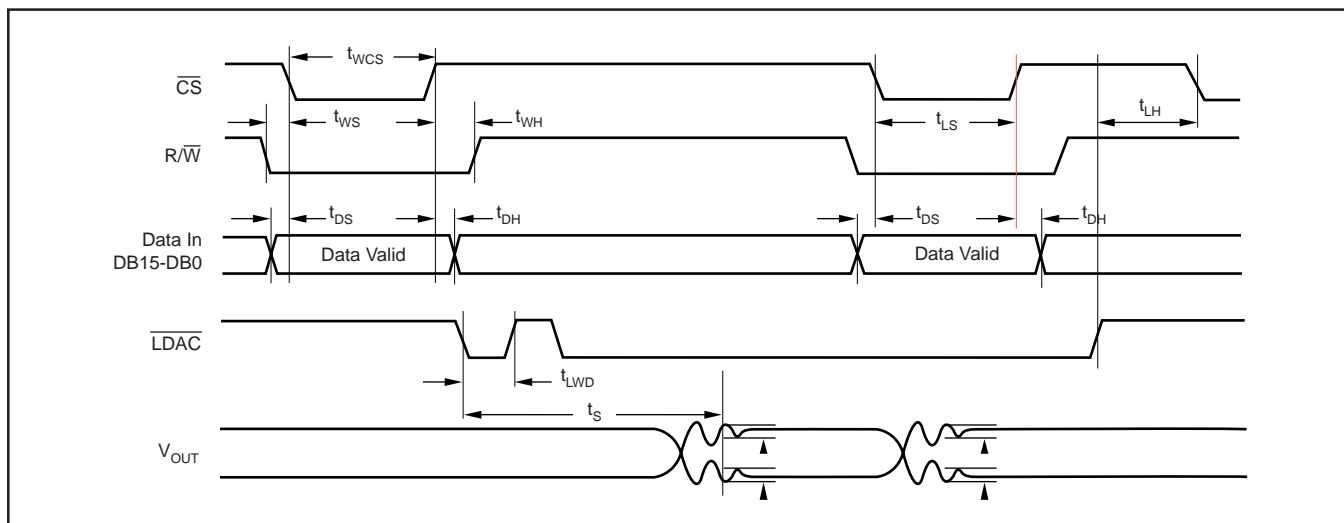 tWCS
CS
tWS
tWH
tLS
tLH
R/W
tDS
tDH
tDS
tDH
Data In
DB15-DB0
Data Valid
Data Valid
LDAC
tLWD
tS
VOUT